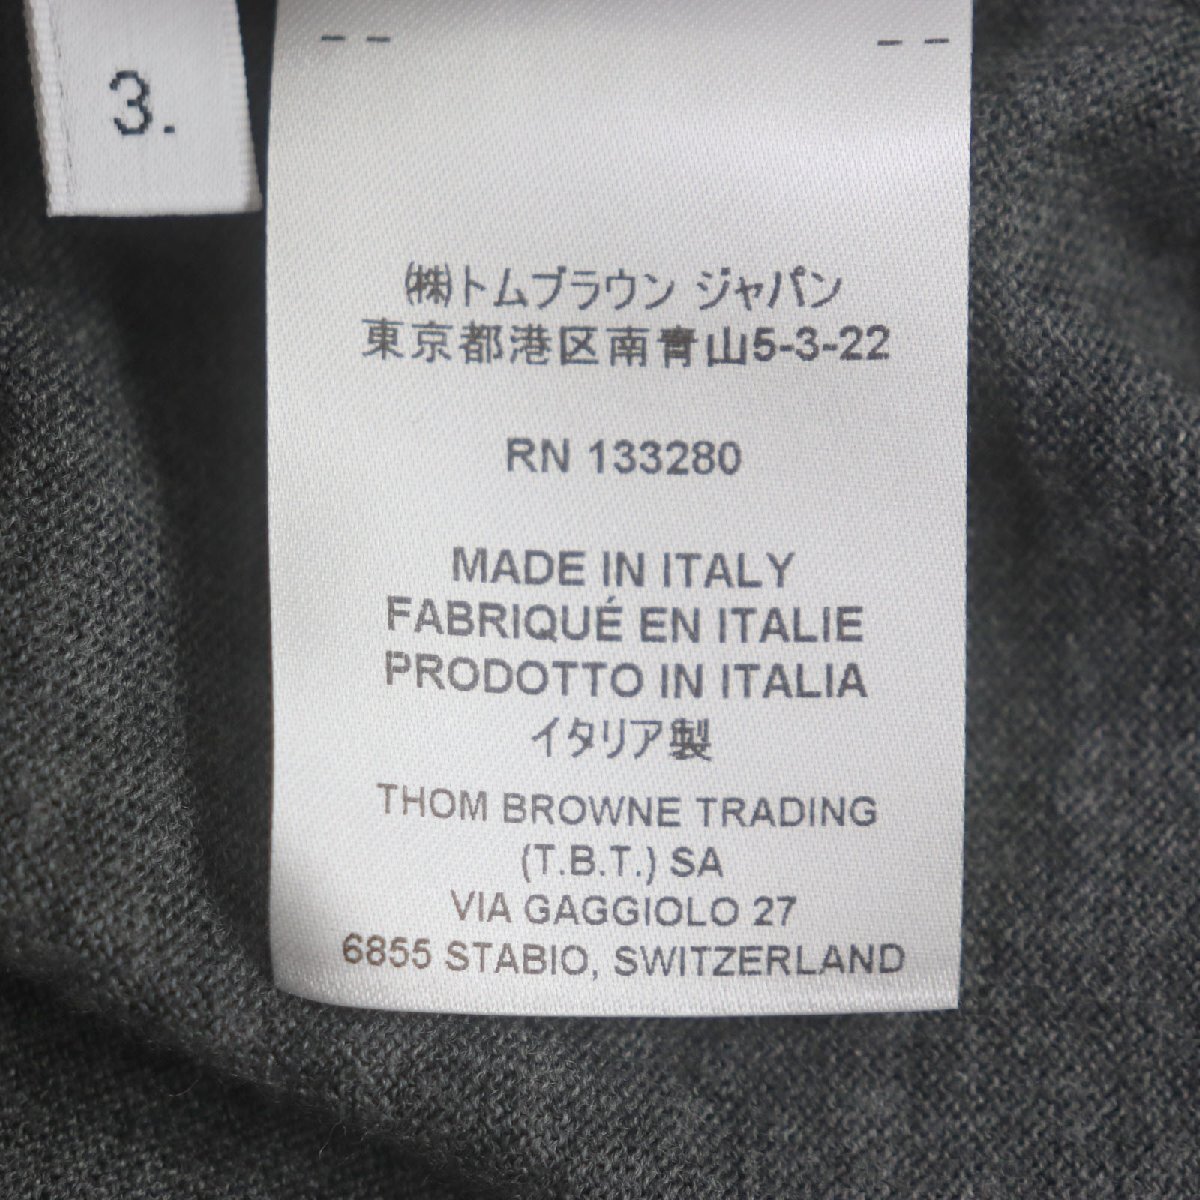 3.
㈱トムブラウン ジャパン
東京都港区南青山5-3-22
RN 133280
MADE IN ITALY
FABRIQUÉ EN ITALIE
PRODOTTO IN ITALIA
イタリア製
THOM BROWNE TRADING
(T.B.T.) SA
VIA GAGGIOLO 27
6855 STABIO, SWITZERLAND